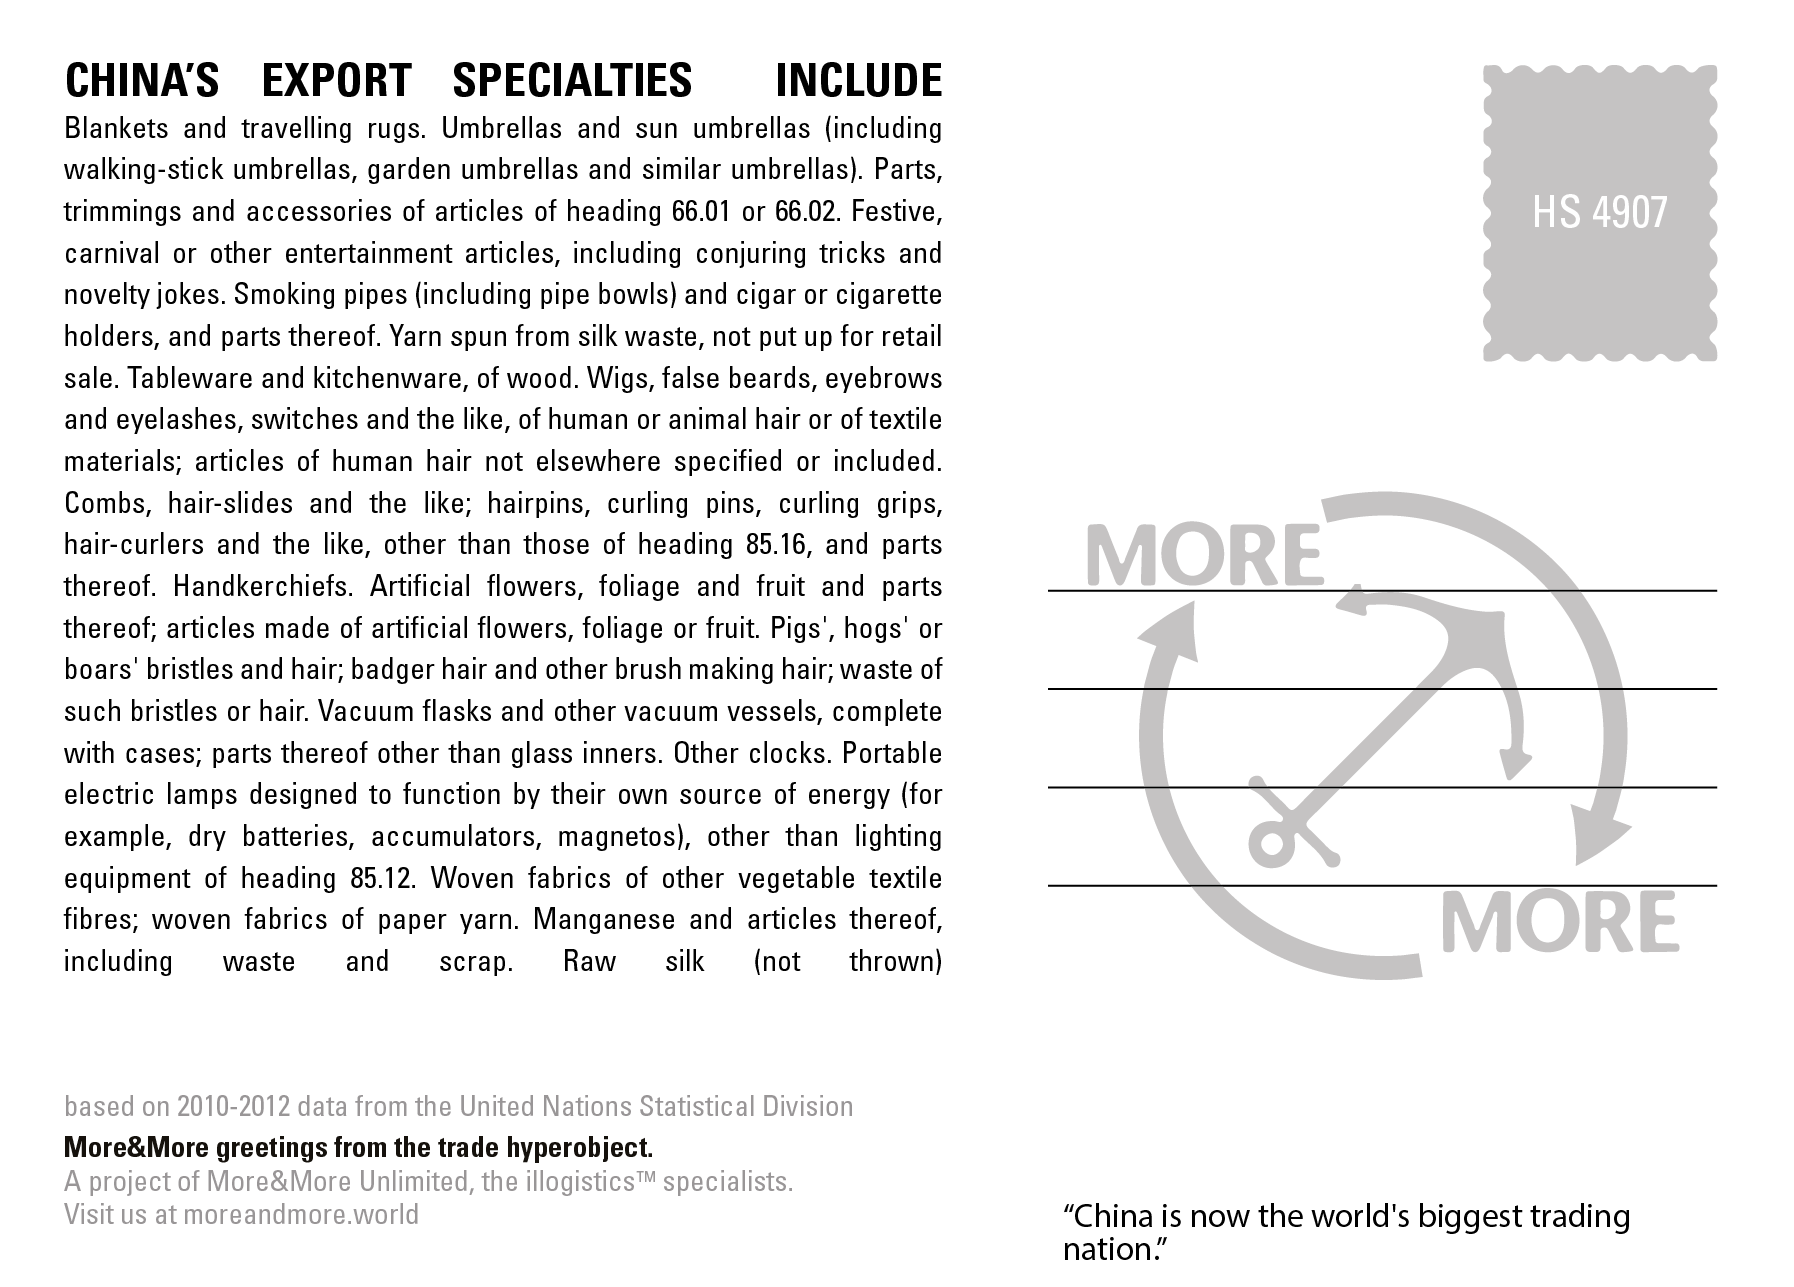 CHINA’S EXPORT SPECIALTIES INCLUDE
Blankets and travelling rugs. Umbrellas and sun umbrellas (including
walking-stick umbrellas, garden umbrellas and similar umbrellas). Parts,
trimmings and accessories of articles of heading 66.01 or 66.02. Festive,
carnival or other entertainment articles, including conjuring tricks and
novelty jokes. Smoking pipes (including pipe bowls) and cigar or cigarette
holders, and parts thereof. Yarn spun from silk waste, not put up for retail
sale. Tableware and kitchenware, of wood. Wigs, false beards, eyebrows
and eyelashes, switches and the like, of human or animal hair or of textile
materials; articles of human hair not elsewhere specified or included.
Combs, hair-slides and the like; hairpins, curling pins, curling grips,
hair-curlers and the like, other than those of heading 85.16, and parts
thereof. Handkerchiefs. Artificial flowers, foliage and fruit and parts
thereof; articles made of artificial flowers, foliage or fruit. Pigs', hogs' or
boars' bristles and hair; badger hair and other brush making hair; waste of
such bristles or hair. Vacuum flasks and other vacuum vessels, complete
with cases; parts thereof other than glass inners. Other clocks. Portable
electric lamps designed to function by their own source of energy (for
example, dry batteries, accumulators, magnetos), other than lighting
equipment of heading 85.12. Woven fabrics of other vegetable textile
fibres; woven fabrics of paper yarn. Manganese and articles thereof,
including waste and scrap. Raw silk (not thrown)
based on 2010-2012 data from the United Nations Statistical Division
More&More greetings from the trade hyperobject.
A project of More&More Unlimited, the illogistics™ specialists.
Visit us at moreandmore.world
HS 4907
MORE
MORE
“China is now the world's biggest trading
nation.”